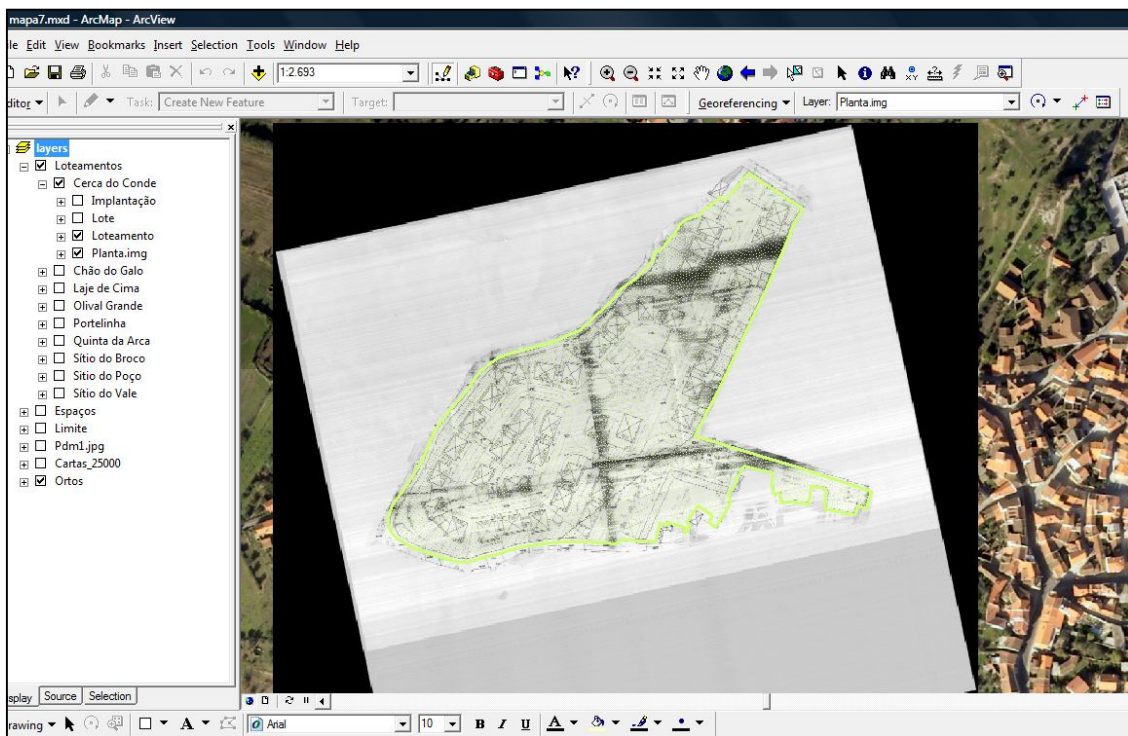 mapa7.mxd - ArcMap - ArcView
le Edit View Bookmarks Insert Selection Tools Window Help
1:2.693
ditor Task: Create New Feature Target: Georeferencing Layer: Planta.img
layers
Loteamentos
Cerca do Conde
Implantação
Lote
Loteamento
Planta.img
Chão do Galo
Laje de Cima
Olival Grande
Portelinha
Quinta da Arca
Sítio do Broco
Sitio do Poço
Sítio do Vale
Espaços
Limite
Pdm1.jpg
Cartas_25000
Ortos
splay Source Selection
rawing A Arial 10 B I U A